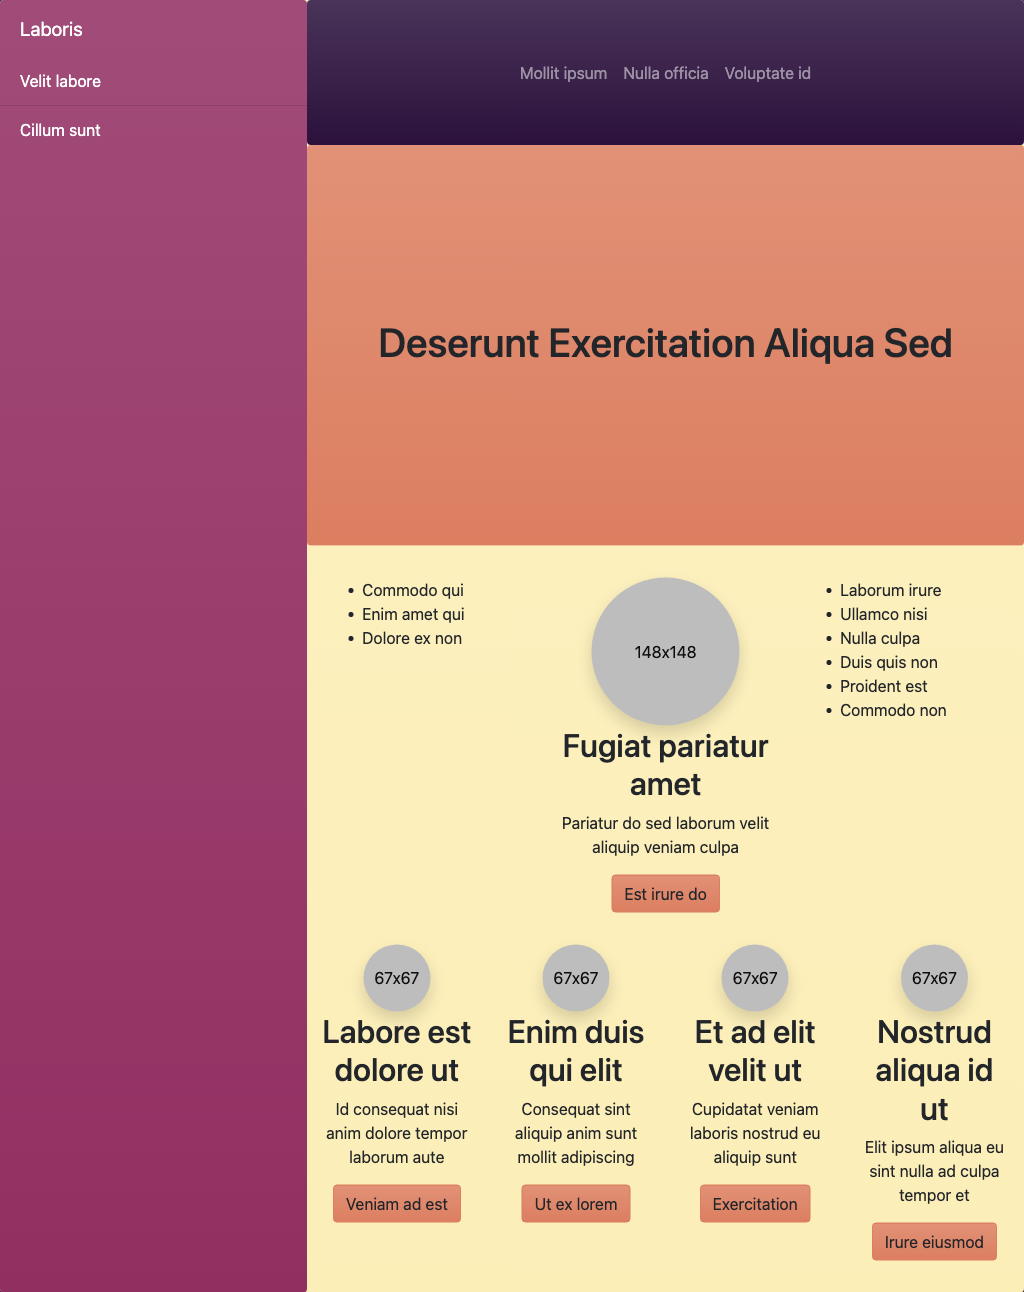 Laboris
Velit labore
Cillum sunt
Mollit ipsum Nulla officia Voluptate id
Deserunt Exercitation Aliqua Sed
Commodo qui
Enim amet qui
Dolore ex non
148x148
Fugiat pariatur
amet
Pariatur do sed laborum velit
aliquip veniam culpa
Est irure do
Laborum irure
Ullamco nisi
Nulla culpa
Duis quis non
Proident est
Commodo non
67x67
Labore est
dolore ut
Id consequat nisi
anim dolore tempor
laborum aute
Veniam ad est
67x67
Enim duis
qui elit
Consequat sint
aliquip anim sunt
mollit adipiscing
Ut ex lorem
67x67
Et ad elit
velit ut
Cupidatat veniam
laboris nostrud eu
aliquip sunt
Exercitation
67x67
Nostrud
aliqua id
ut
Elit ipsum aliqua eu
sint nulla ad culpa
tempor et
Irure eiusmod